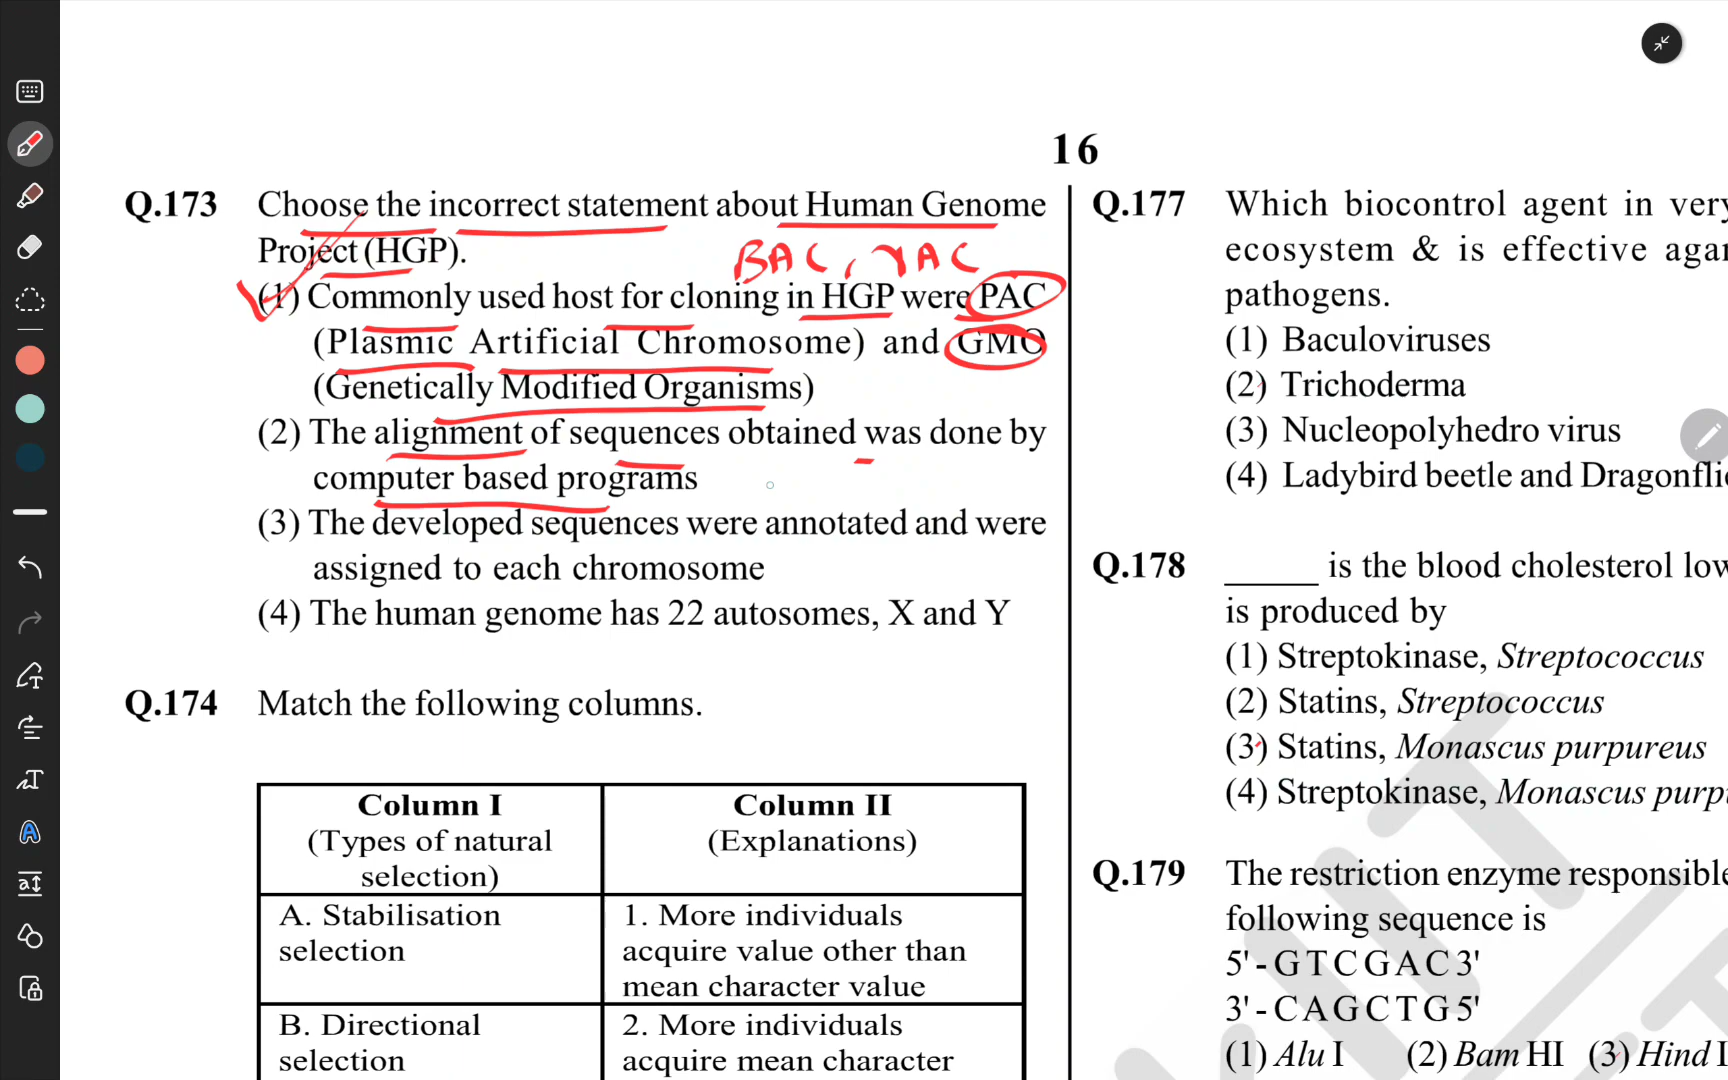 16
Q.173 Choose the incorrect statement about Human Genome
Project (HGP).
BAC, YAC
(1) Commonly used host for cloning in HGP were PAC
(Plasmic Artificial Chromosome) and GMO
(Genetically Modified Organisms)
(2) The alignment of sequences obtained was done by
computer based programs
(3) The developed sequences were annotated and were
assigned to each chromosome
(4) The human genome has 22 autosomes, X and Y
Q.174 Match the following columns.
Column I
(Types of natural
selection)
Column II
(Explanations)
A. Stabilisation
selection
1. More individuals
acquire value other than
mean character value
B. Directional
selection
2. More individuals
acquire mean character
Q.177 Which biocontrol agent in very
ecosystem & is effective agai
pathogens.
(1) Baculoviruses
(2) Trichoderma
(3) Nucleopolyhedro virus
(4) Ladybird beetle and Dragonflie
Q.178 _____ is the blood cholesterol low
is produced by
(1) Streptokinase, Streptococcus
(2) Statins, Streptococcus
(3) Statins, Monascus purpureus
(4) Streptokinase, Monascus purp
Q.179 The restriction enzyme responsible
following sequence is
5'-GTCGAC3'
3'-CAGCTG5'
(1) Alu I (2) Bam HI (3) Hind I